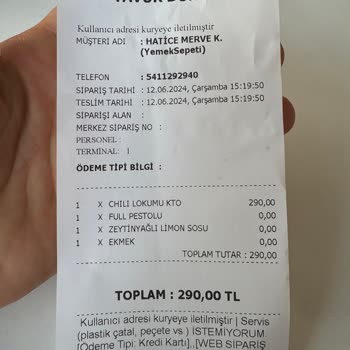 Kullanıcı adresi kuryeye iletilmiştir
MÜŞTERİ ADI : HATİCE MERVE K.
(YemekSepeti)
TELEFON : 5411292940
SİPARİŞ TARİHİ : 12.06.2024, Çarşamba 15:19:50
TESLİM TARİHİ : 12.06.2024, Çarşamba 15:19:50
SİPARİŞİ ALAN :
MERKEZ SİPARİŞ NO :
PERSONEL :
TERMİNAL: 1
ÖDEME TİPİ BİLGİ :
1 X CHILI LOKUMU KTO 290,00
1 X FULL PESTOLU 0,00
1 X ZEYTİNYAĞLI LIMON SOSU 0,00
1 X EKMEK 0,00
TOPLAM TUTAR : 290,00
TOPLAM : 290,00 TL
Kullanıcı adresi kuryeye iletilmiştir | Servis
(plastik çatal, peçete vs ) İSTEMİYORUM
[Ödeme Tipi: Kredi Kartı],,[WEB SİPARİŞ